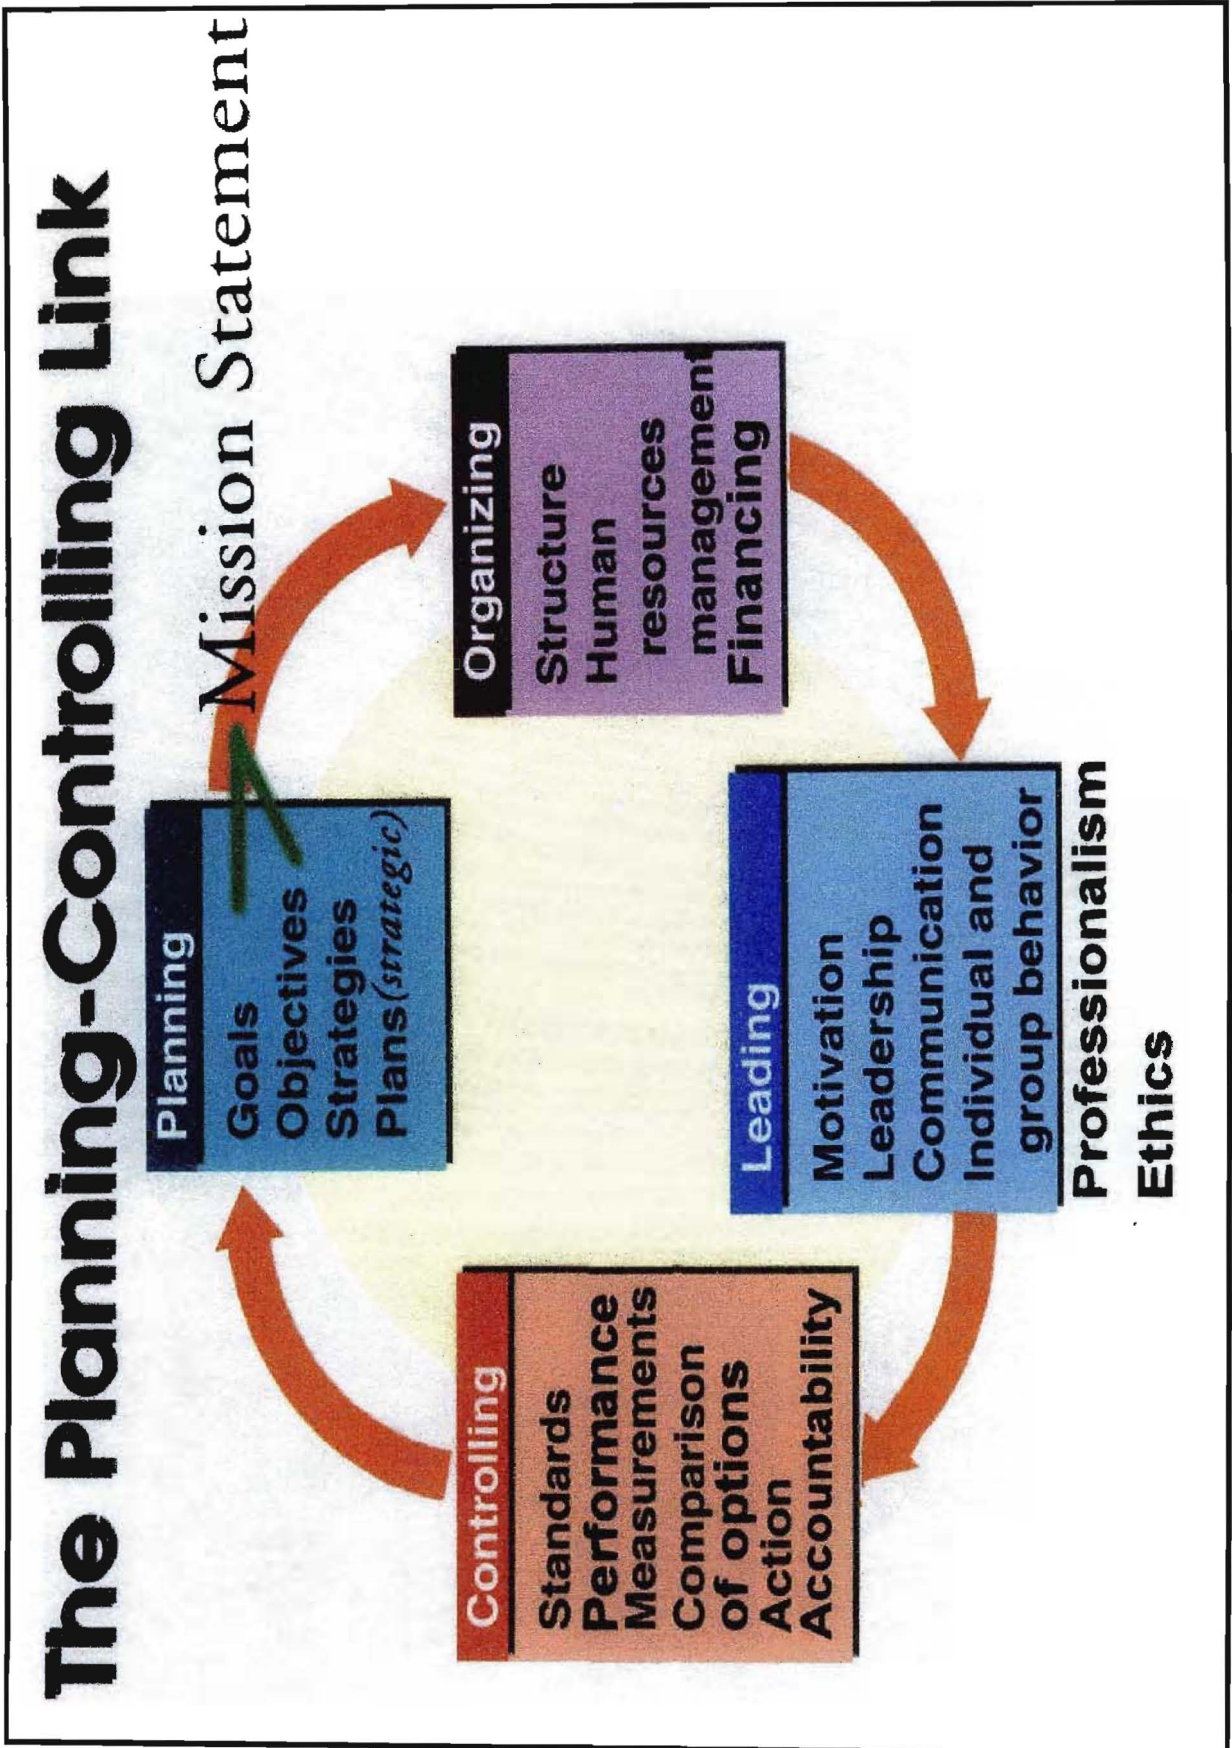 The Planning-Controlling Link
Mission Statement
Planning
Goals
Objectives
Strategies
Plans(strategic)
Organizing
Structure
Human
resources
management
Financing
Leading
Motivation
Leadership
Communication
Individual and
group behavior
Professionalism
Ethics
Controlling
Standards
Performance
Measurements
Comparison
of options
Action
Accountability